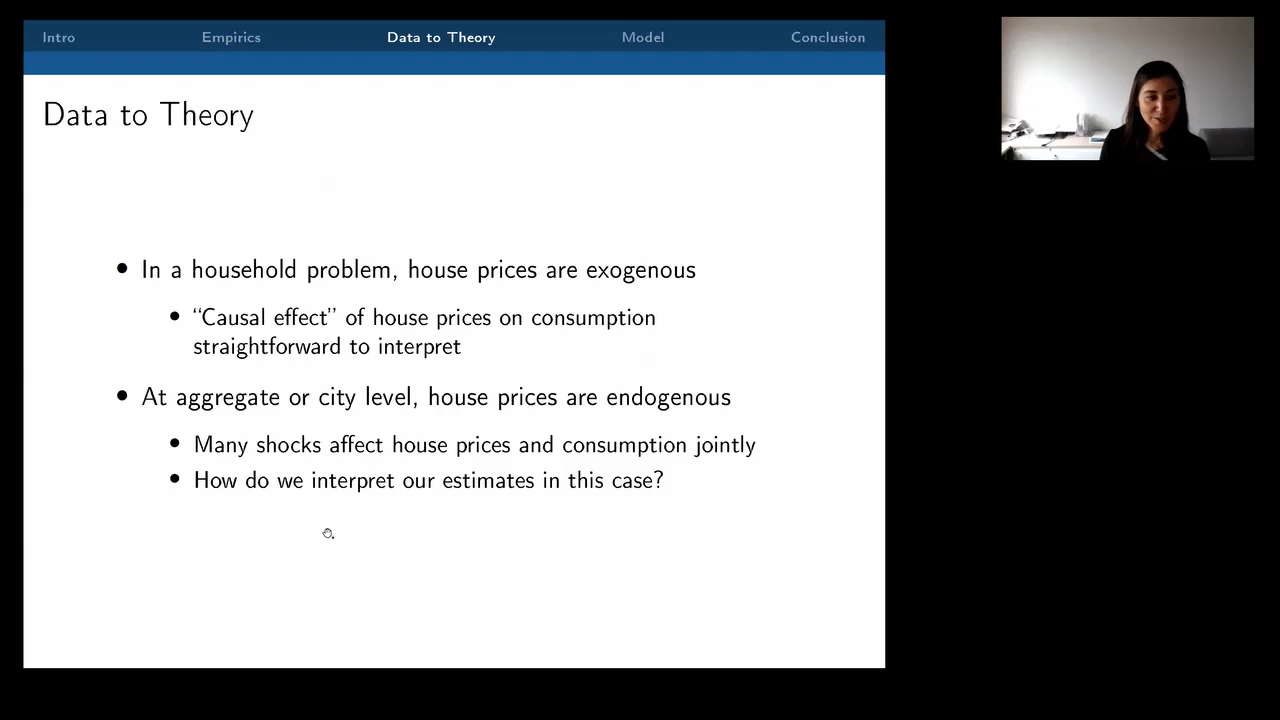 Intro Empirics Data to Theory Model Conclusion
Data to Theory
• In a household problem, house prices are exogenous
• “Causal effect” of house prices on consumption
straightforward to interpret
• At aggregate or city level, house prices are endogenous
• Many shocks affect house prices and consumption jointly
• How do we interpret our estimates in this case?